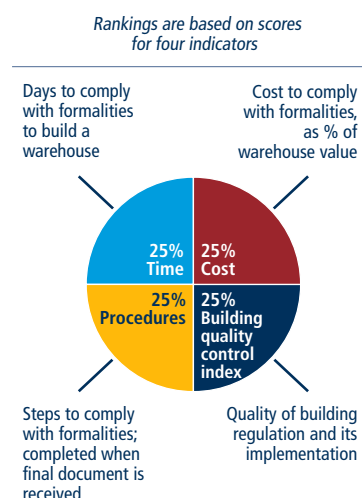 Rankings are based on scores
for four indicators
Days to comply
with formalities
to build a
warehouse
Cost to comply
with formalities,
as % of
warehouse value
25%
Time
25%
Cost
25%
Procedures
25%
Building
quality
control
index
Steps to comply
with formalities;
completed when
final document is
received
Quality of building
regulation and its
implementation